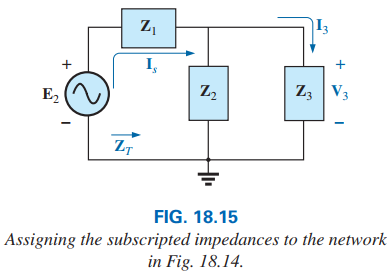 Z1
I3
+
Is
+
E2
Z2
Z3
V3
−
−
ZT
FIG. 18.15
Assigning the subscripted impedances to the network
in Fig. 18.14.